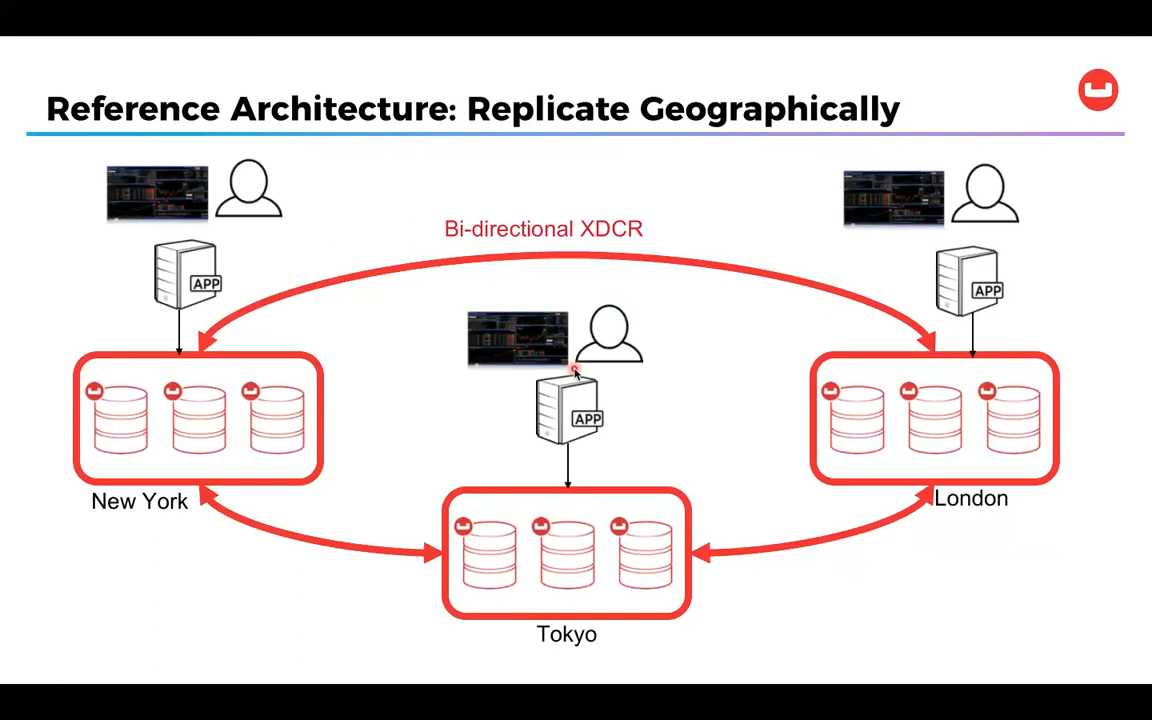 Reference Architecture: Replicate Geographically
Bi-directional XDCR
APP
APP
APP
New York
London
Tokyo